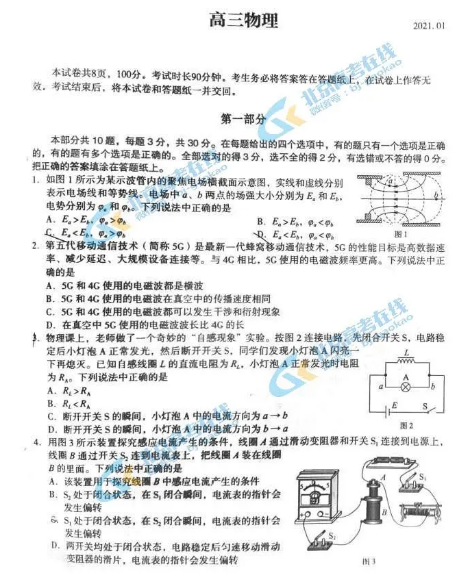 高三物理
2021.01
本试卷共8页，100分。考试时长90分钟。考生务必将答案答在答题纸上，在试卷上作答无
效。考试结束后，将本试卷和答题纸一并交回。
第一部分
本部分共10题，每题3分，共30分。在每题给出的四个选项中，有的题只有一个选项是正确
的，有的题有多个选项是正确的。全部选对的得3分，选不全的得2分，有选错或不答的得0分。
把正确的答案填涂在答题纸上。
1. 如图1所示为某示波管内的聚焦电场横截面示意图，实线和虚线分别
表示电场线和等势线。电场中a、b两点的场强大小分别为Eₐ和E_b，
电势分别为φₐ和φ_b。下列说法中正确的是
A. Eₐ>E_b，φₐ>φ_b
B. Eₐ>E_b，φₐ<φ_b
C. Eₐ<E_b，φₐ>φ_b
D. Eₐ<E_b，φₐ<φ_b
图1
2. 第五代移动通信技术（简称5G）是最新一代蜂窝移动通信技术，5G的性能目标是高数据速
率、减少延迟、大规模设备连接等。与4G相比，5G使用的电磁波频率更高。下列说法中正
确的是
A. 5G和4G使用的电磁波都是横波
B. 5G和4G使用的电磁波在真空中的传播速度相同
C. 5G和4G使用的电磁波都可以发生干涉和衍射现象
D. 在真空中5G使用的电磁波波长比4G的长
3. 物理课上，老师做了一个奇妙的“自感现象”实验。按图2连接电路，先闭合开关S，电路稳
定后小灯泡A正常发光，然后断开开关S，同学们发现小灯泡A闪亮一
下再熄灭。已知自感线圈L的直流电阻为R_L，小灯泡A正常发光时电阻
为R_A。下列说法中正确的是
A. R_L>R_A
B. R_L<R_A
C. 断开开关S的瞬间，小灯泡A中的电流方向为a→b
D. 断开开关S的瞬间，小灯泡A中的电流方向为b→a
L
a
b
E
S
图2
4. 用图3所示装置探究感应电流产生的条件，线圈A通过滑动变阻器和开关S₁连接到电源上，
线圈B通过开关S₂连到电流表上，把线圈A装在线圈
B的里面。下列说法中正确的是
A. 该装置用于探究线圈B中感应电流产生的条件
B. S₂处于闭合状态，在S₁闭合瞬间，电流表的指针会
发生偏转
C. S₁处于闭合状态，在S₂闭合瞬间，电流表的指针会
发生偏转
D. 两开关均处于闭合状态，电路稳定后匀速移动滑动
变阻器的滑片，电流表的指针会发生偏转
A
B
S₁
S₂
图3